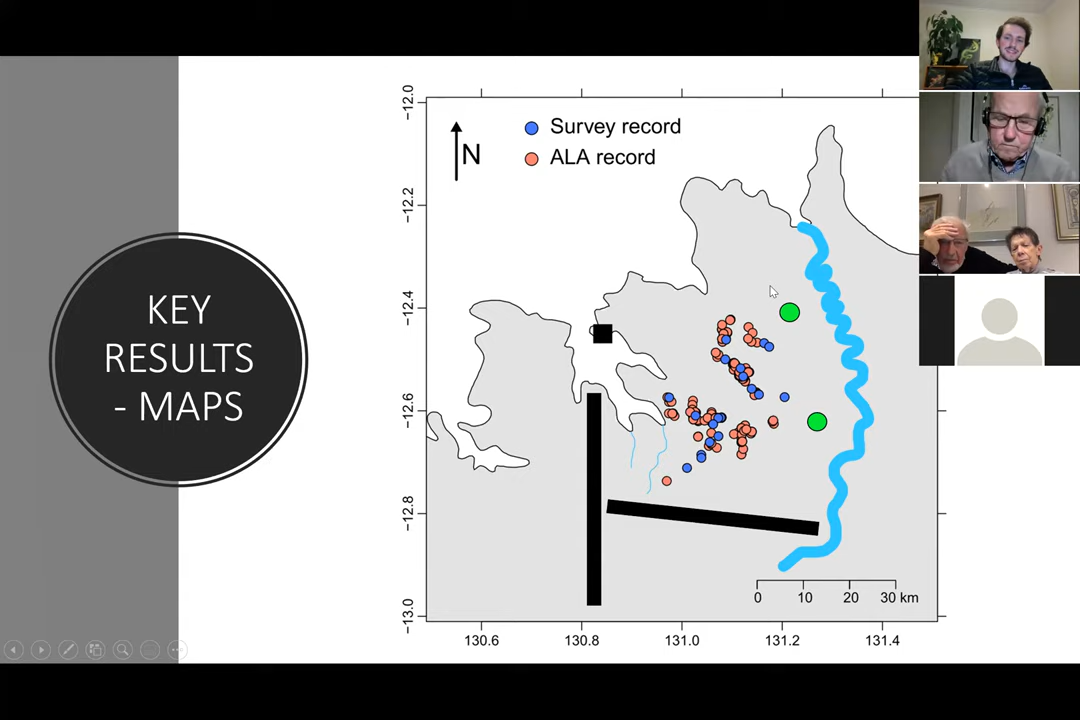 KEY
RESULTS
- MAPS
N
Survey record
ALA record
-12.0
-12.2
-12.4
-12.6
-12.8
-13.0
0 10 20 30 km
130.6 130.8 131.0 131.2 131.4